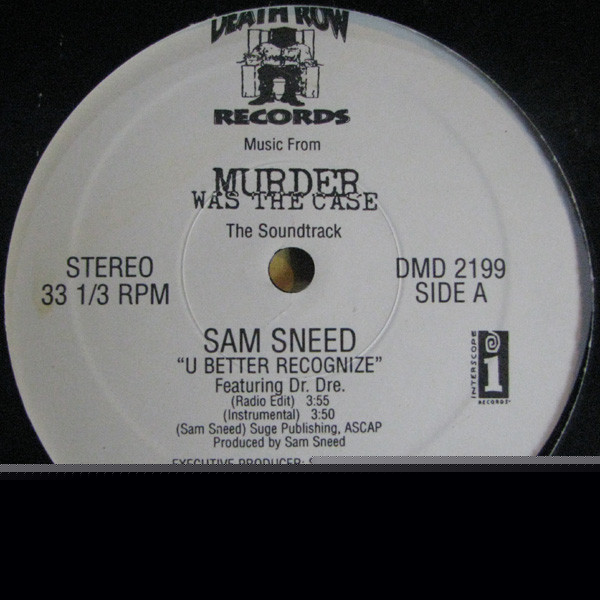 DEATH ROW
RECORDS
Music From
MURDER
WAS THE CASE
The Soundtrack
STEREO
33 1/3 RPM
DMD 2199
SIDE A
SAM SNEED
"U BETTER RECOGNIZE"
Featuring Dr. Dre.
(Radio Edit) 3:55
(Instrumental) 3:50
(Sam Sneed) Suge Publishing, ASCAP
Produced by Sam Sneed
INTERSCOPE
RECORDS
EXECUTIVE PRODUCER: